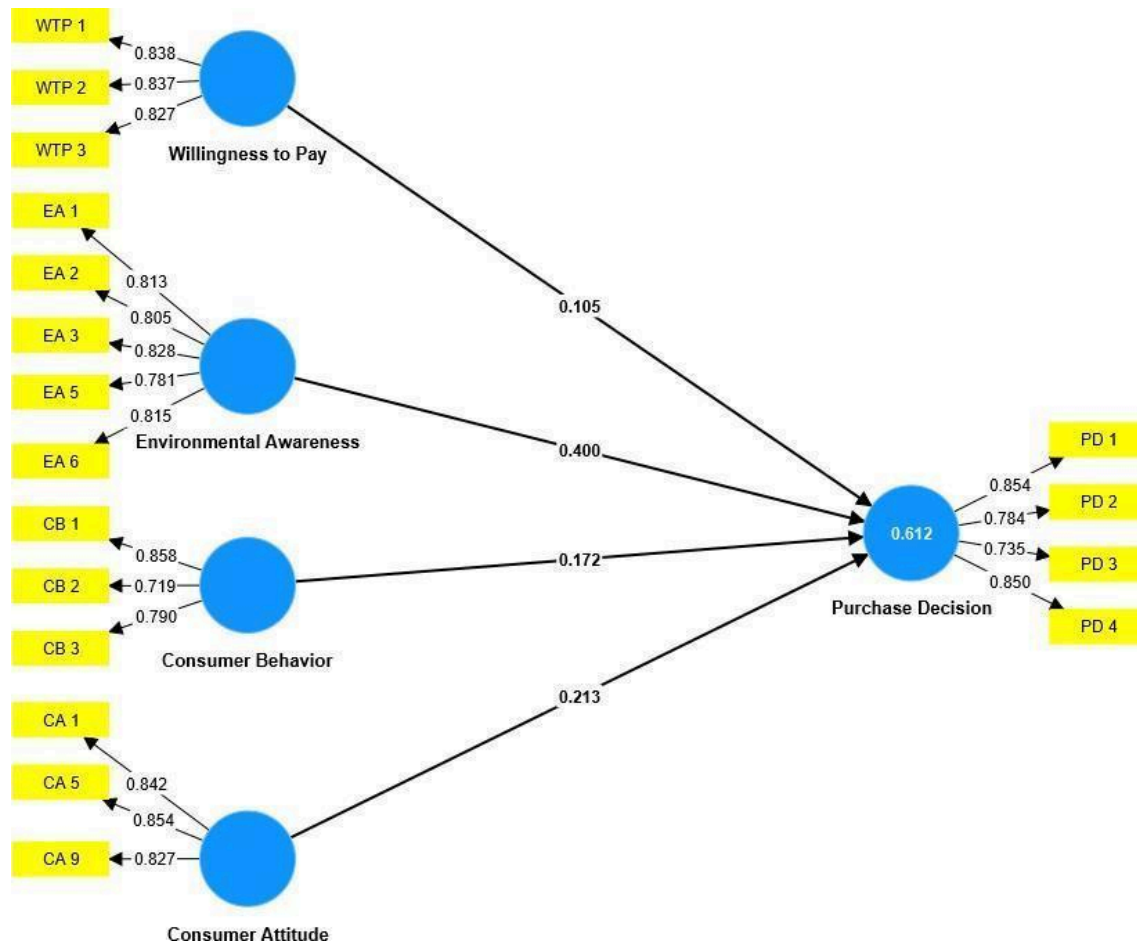 WTP 1
0.838
WTP 2
0.837
0.827
WTP 3
Willingness to Pay
EA 1
0.813
EA 2
0.805
EA 3
0.828
EA 5
0.781
0.815
EA 6
Environmental Awareness
CB 1
0.858
CB 2
0.719
0.790
CB 3
Consumer Behavior
CA 1
0.842
CA 5
0.854
CA 9
0.827
Consumer Attitude
0.105
0.400
0.172
0.213
0.612
Purchase Decision
PD 1
0.854
PD 2
0.784
0.735
PD 3
0.850
PD 4